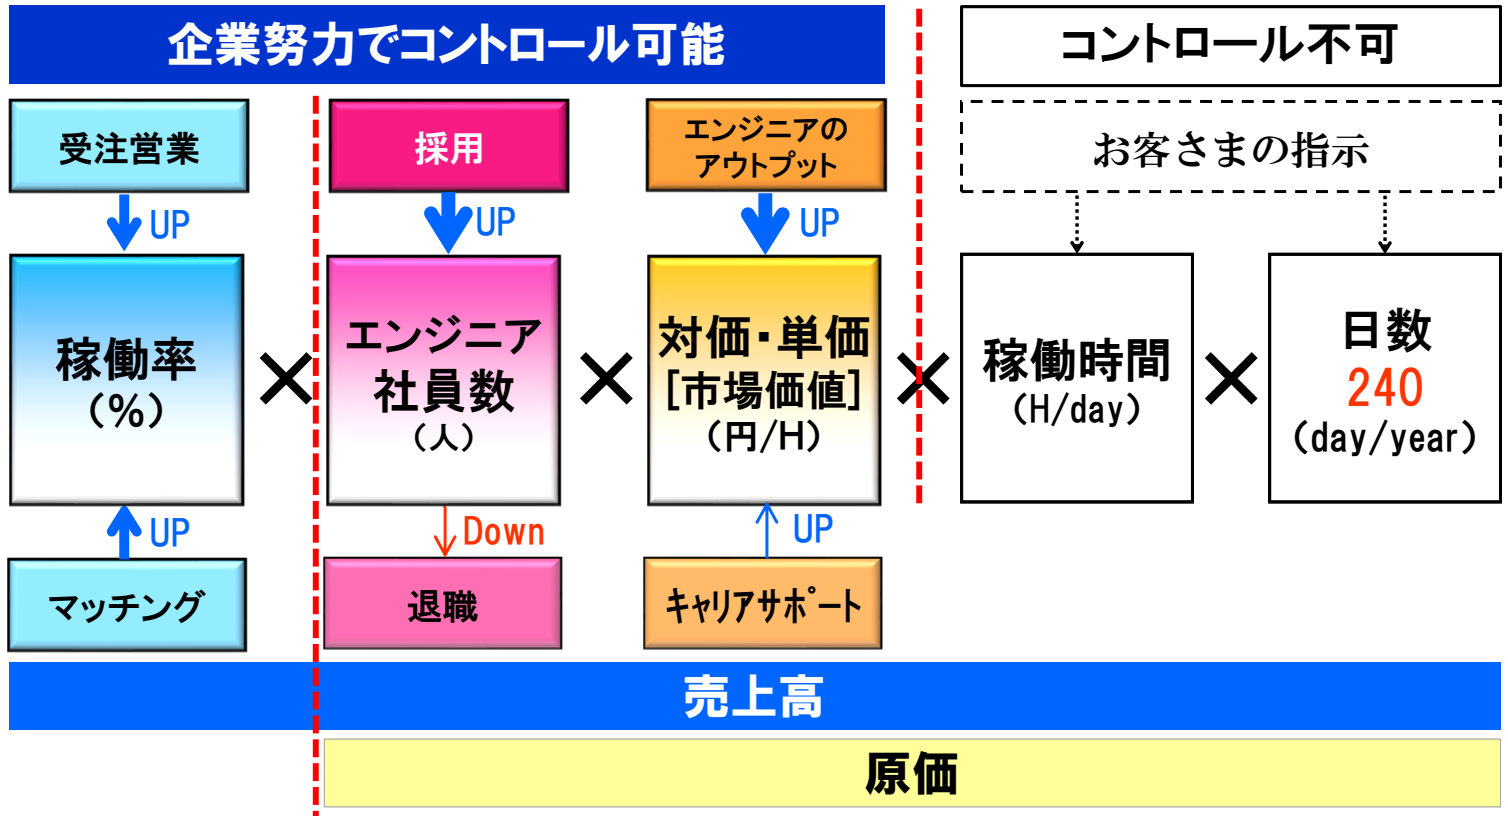 企業努力でコントロール可能
コントロール不可
受注営業
採用
エンジニアの
アウトプット
お客さまの指示
UP
UP
UP
稼働率
(%)
×
エンジニア
社員数
(人)
×
対価・単価
[市場価値]
(円/H)
×
稼働時間
(H/day)
×
日数
240
(day/year)
UP
Down
UP
マッチング
退職
キャリアサポート
売上高
原価